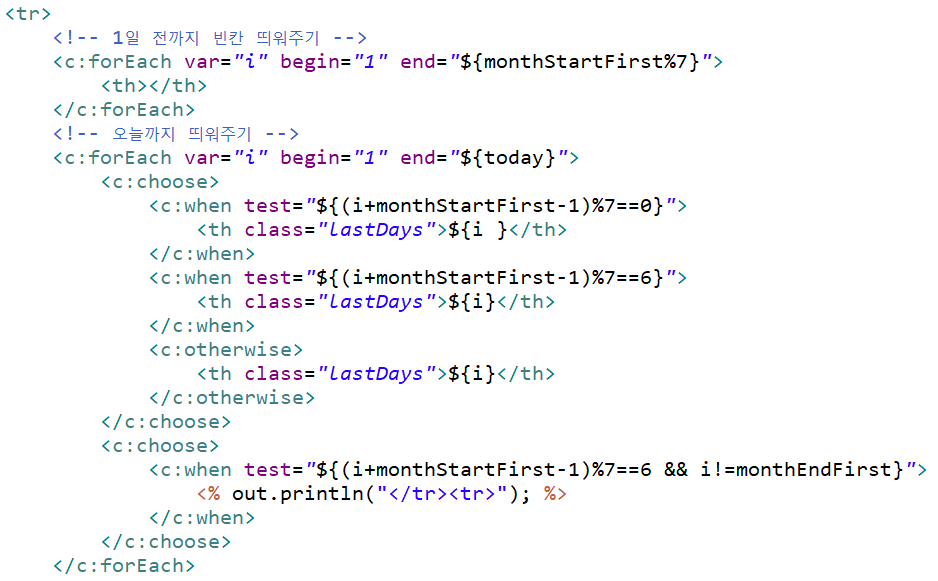 <tr>
    <!-- 1일 전까지 빈칸 띄워주기 -->
    <c:forEach var="i" begin="1" end="${monthStartFirst%7}">
        <th></th>
    </c:forEach>
    <!-- 오늘까지 띄워주기 -->
    <c:forEach var="i" begin="1" end="${today}">
        <c:choose>
            <c:when test="${(i+monthStartFirst-1)%7==0}">
                <th class="lastDays">${i }</th>
            </c:when>
            <c:when test="${(i+monthStartFirst-1)%7==6}">
                <th class="lastDays">${i}</th>
            </c:when>
            <c:otherwise>
                <th class="lastDays">${i}</th>
            </c:otherwise>
        </c:choose>
        <c:choose>
            <c:when test="${(i+monthStartFirst-1)%7==6 && i!=monthEndFirst}">
                <% out.println("</tr><tr>"); %>
            </c:when>
        </c:choose>
    </c:forEach>